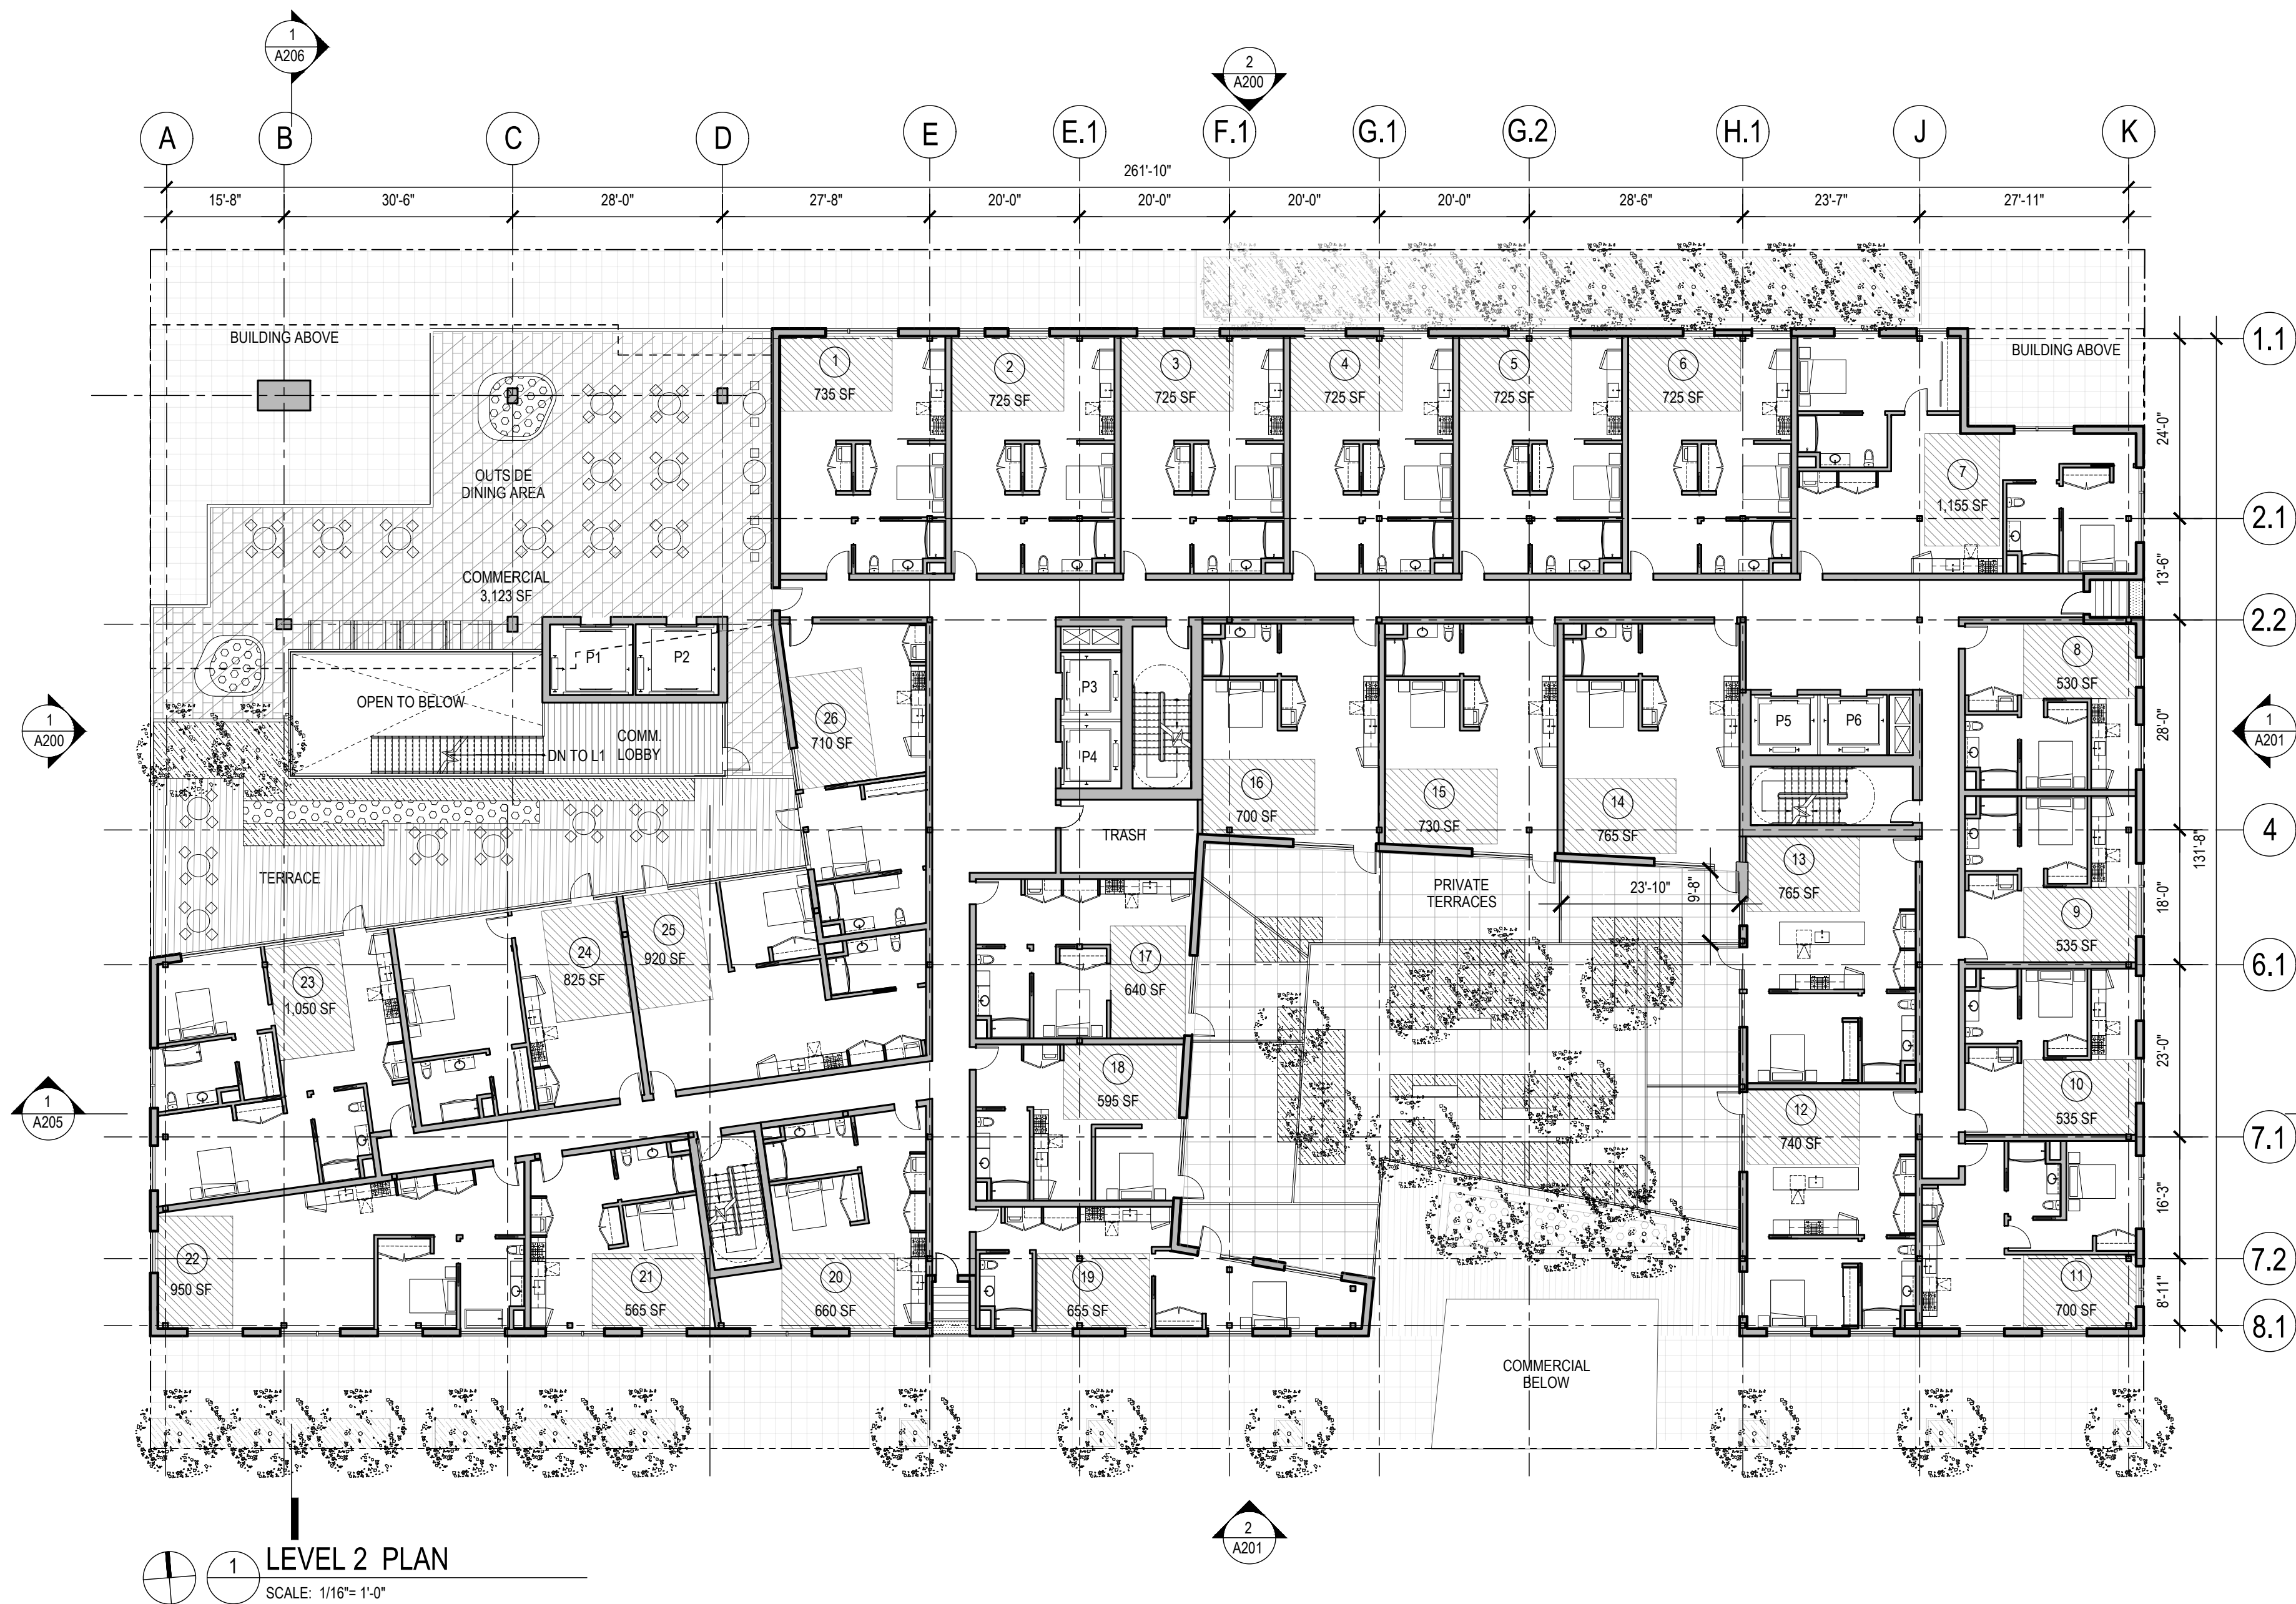 1
A206
2
A200
A
B
C
D
E
E.1
F.1
G.1
G.2
H.1
J
K
261'-10"
15'-8"
30'-6"
28'-0"
27'-8"
20'-0"
20'-0"
20'-0"
20'-0"
28'-6"
23'-7"
27'-11"
BUILDING ABOVE
BUILDING ABOVE
1
735 SF
2
725 SF
3
725 SF
4
725 SF
5
725 SF
6
725 SF
7
1,155 SF
1.1
24'-0"
2.1
13'-6"
2.2
28'-0"
4
131'-8"
18'-0"
6.1
23'-0"
7.1
16'-3"
7.2
8'-11"
8.1
OUTSIDE
DINING AREA
COMMERCIAL
3,123 SF
P1
P2
OPEN TO BELOW
DN TO L1
COMM.
LOBBY
1
A200
26
710 SF
P3
P4
TRASH
16
700 SF
15
730 SF
14
765 SF
P5
P6
8
530 SF
1
A201
TERRACE
13
765 SF
9
535 SF
PRIVATE
TERRACES
23'-10"
9'-8"
23
1,050 SF
24
825 SF
25
920 SF
17
640 SF
18
595 SF
12
740 SF
10
535 SF
1
A205
22
950 SF
21
565 SF
20
660 SF
19
655 SF
11
700 SF
COMMERCIAL
BELOW
2
A201
1
LEVEL 2 PLAN
SCALE: 1/16"= 1'-0"